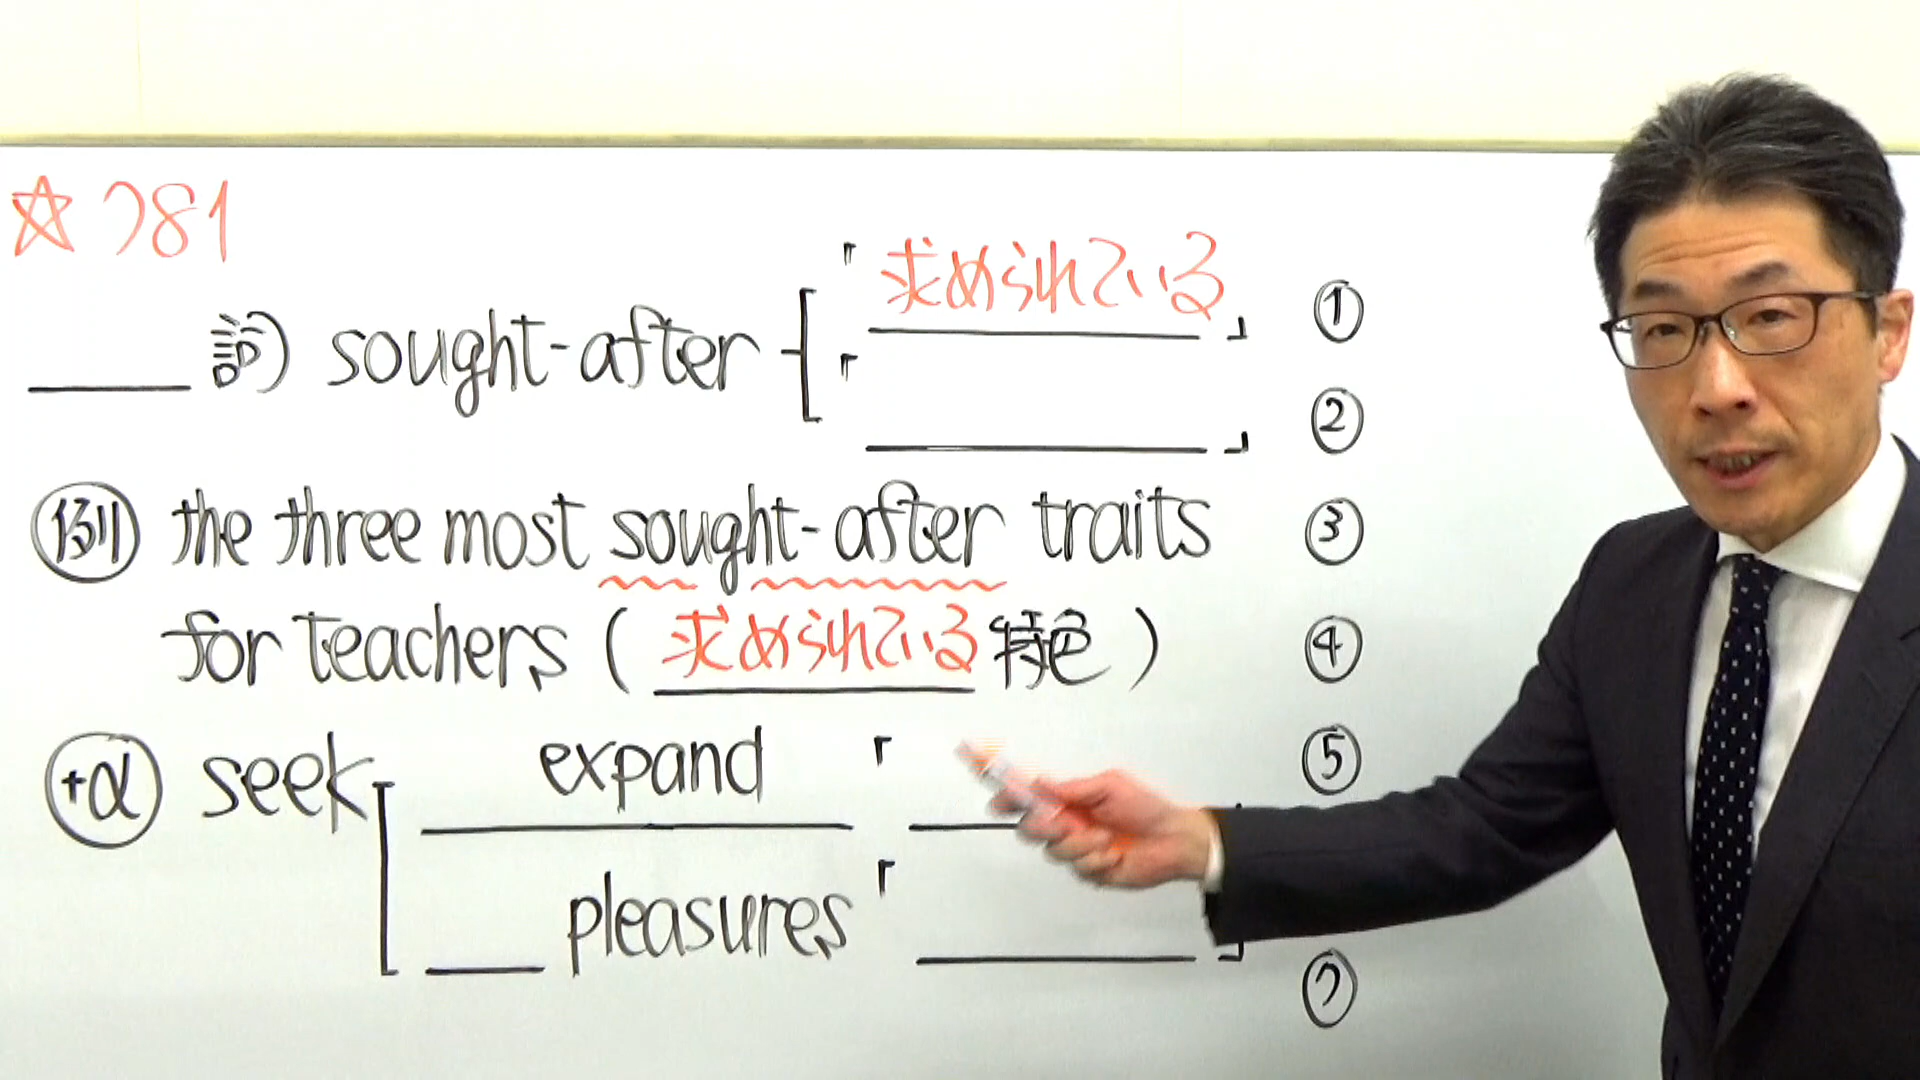 ☆781
「求められている」 ①
詞) sought-after
「 」 ②
例 the three most sought-after traits ③
for teachers (求められている特色) ④
+α seek expand 「 ⑤
pleasures 「 」
⑦